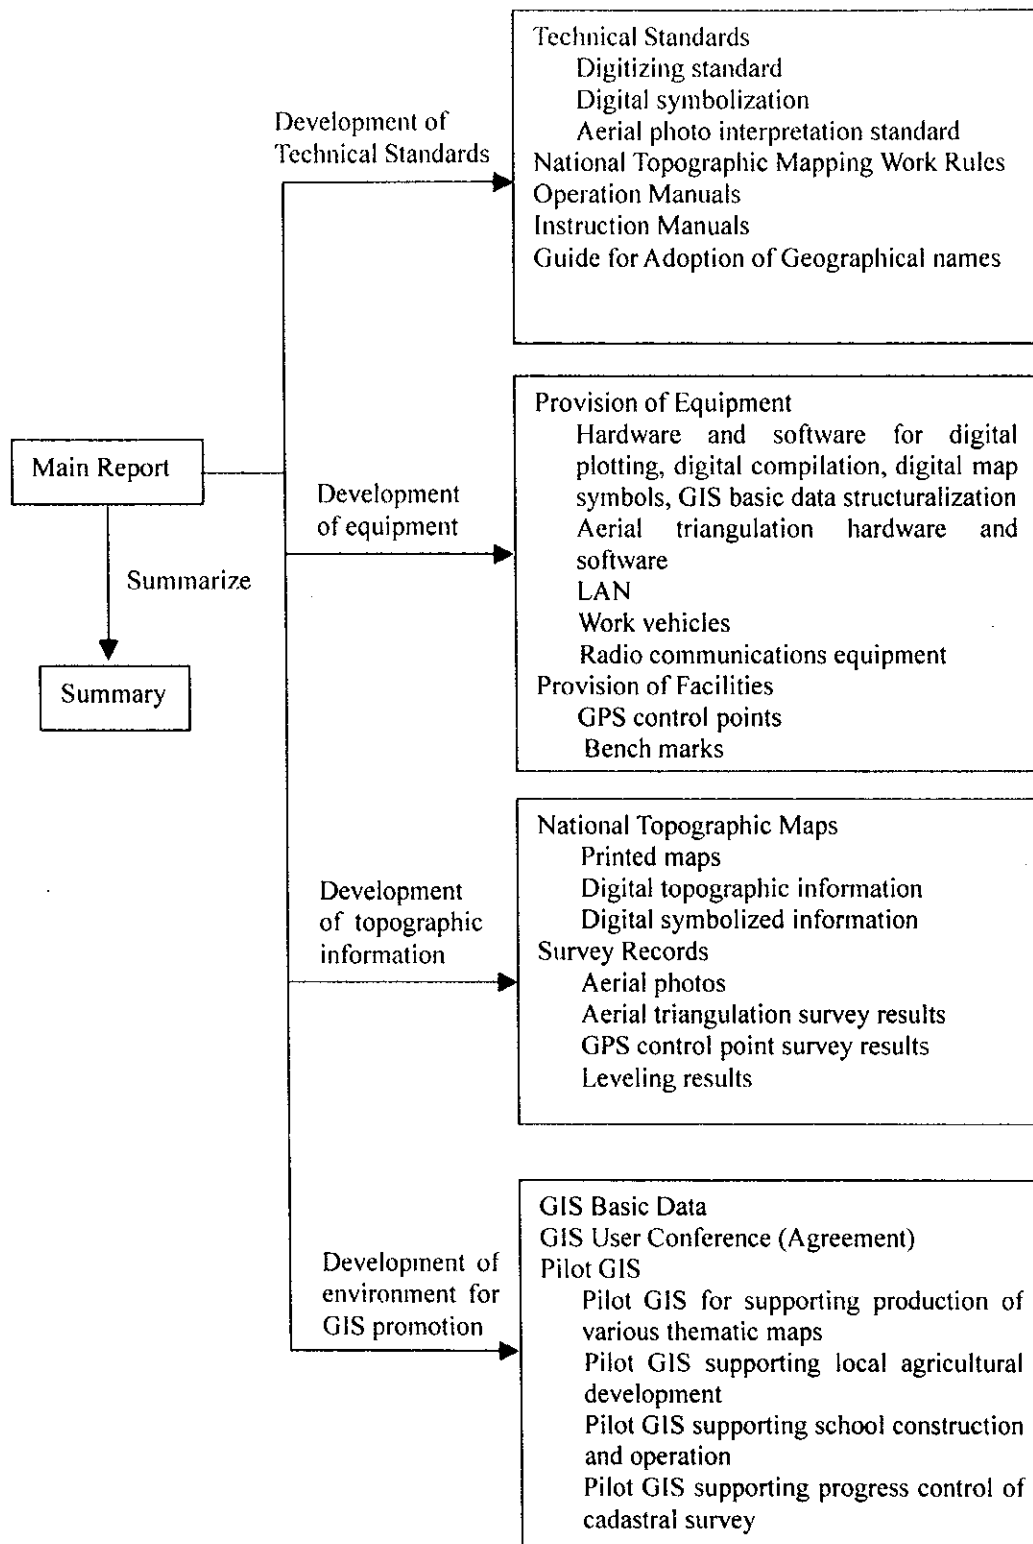 Technical Standards
Digitizing standard
Digital symbolization
Aerial photo interpretation standard
National Topographic Mapping Work Rules
Operation Manuals
Instruction Manuals
Guide for Adoption of Geographical names
Development of
Technical Standards
Provision of Equipment
Hardware and software for digital
plotting, digital compilation, digital map
symbols, GIS basic data structuralization
Aerial triangulation hardware and
software
LAN
Work vehicles
Radio communications equipment
Provision of Facilities
GPS control points
Bench marks
Main Report
Development
of equipment
Summarize
Summary
National Topographic Maps
Printed maps
Digital topographic information
Digital symbolized information
Survey Records
Aerial photos
Aerial triangulation survey results
GPS control point survey results
Leveling results
Development
of topographic
information
GIS Basic Data
GIS User Conference (Agreement)
Pilot GIS
Pilot GIS for supporting production of
various thematic maps
Pilot GIS supporting local agricultural
development
Pilot GIS supporting school construction
and operation
Pilot GIS supporting progress control of
cadastral survey
Development of
environment for
GIS promotion